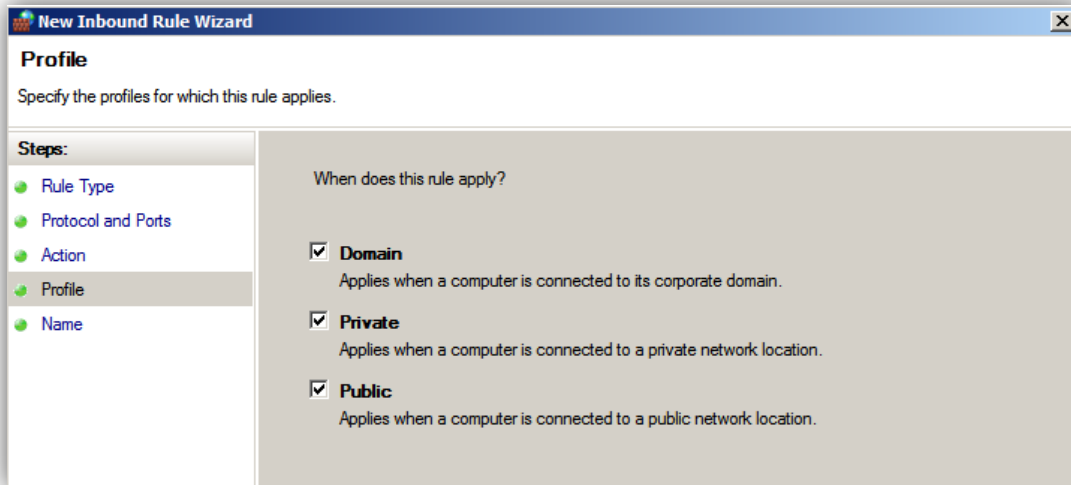 New Inbound Rule Wizard
Profile
Specify the profiles for which this rule applies.
Steps:
Rule Type
Protocol and Ports
Action
Profile
Name
When does this rule apply?
Domain
Applies when a computer is connected to its corporate domain.
Private
Applies when a computer is connected to a private network location.
Public
Applies when a computer is connected to a public network location.